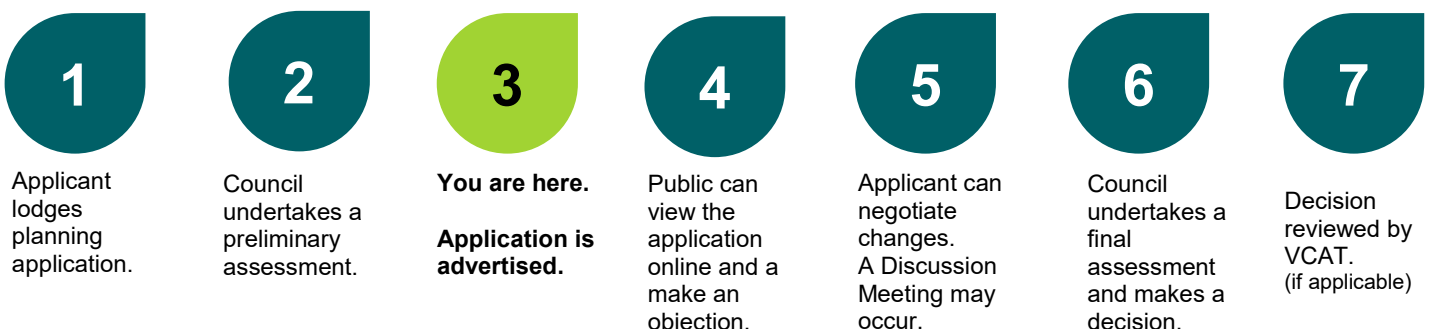 1
Applicant
lodges
planning
application.
2
Council
undertakes a
preliminary
assessment.
3
You are here.
Application is
advertised.
4
Public can
view the
application
online and a
make an
objection.
5
Applicant can
negotiate
changes.
A Discussion
Meeting may
occur.
6
Council
undertakes a
final
assessment
and makes a
decision.
7
Decision
reviewed by
VCAT.
(if applicable)